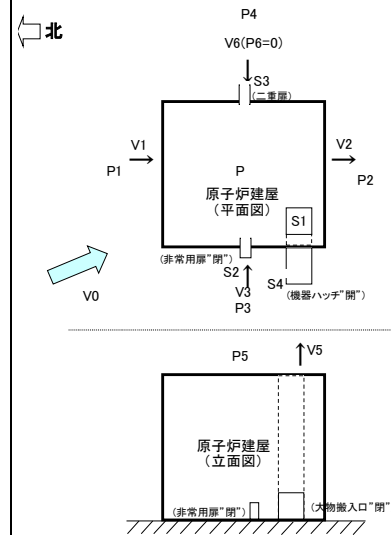 北
P4
V6(P6=0)
S3
(二重扉)
V1
V2
P1
P
P2
原子炉建屋
(平面図)
S1
(非常用扉"閉")
S2
S4
(機器ハッチ"開")
V0
V3
P3
P5
V5
原子炉建屋
(立面図)
(非常用扉"閉")
(大物搬入口"閉")